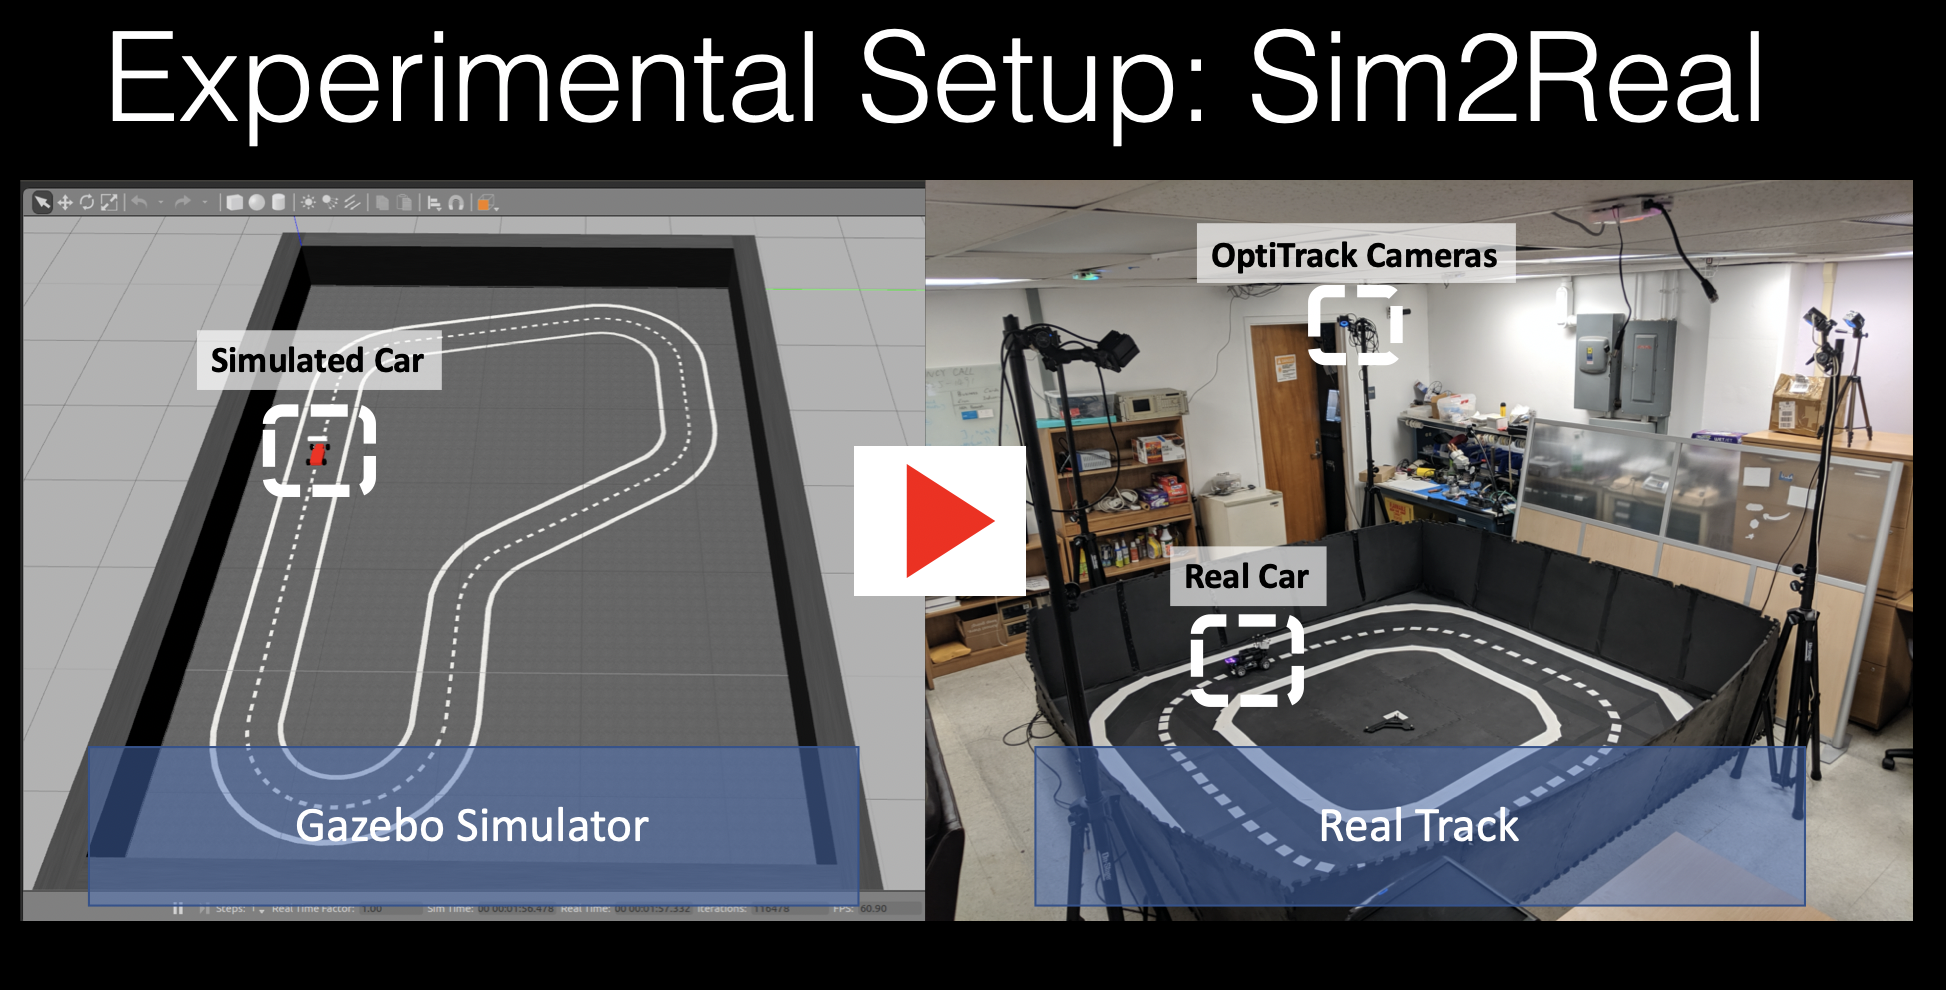 Experimental Setup: Sim2Real
OptiTrack Cameras
Simulated Car
Real Car
Gazebo Simulator
Real Track
Steps: 1 Real Time Factor: 1.00 Sim Time: 00 00:01:56.478 Real Time: 00 00:01:57.332 Iterations: 116478 FPS: 60.90